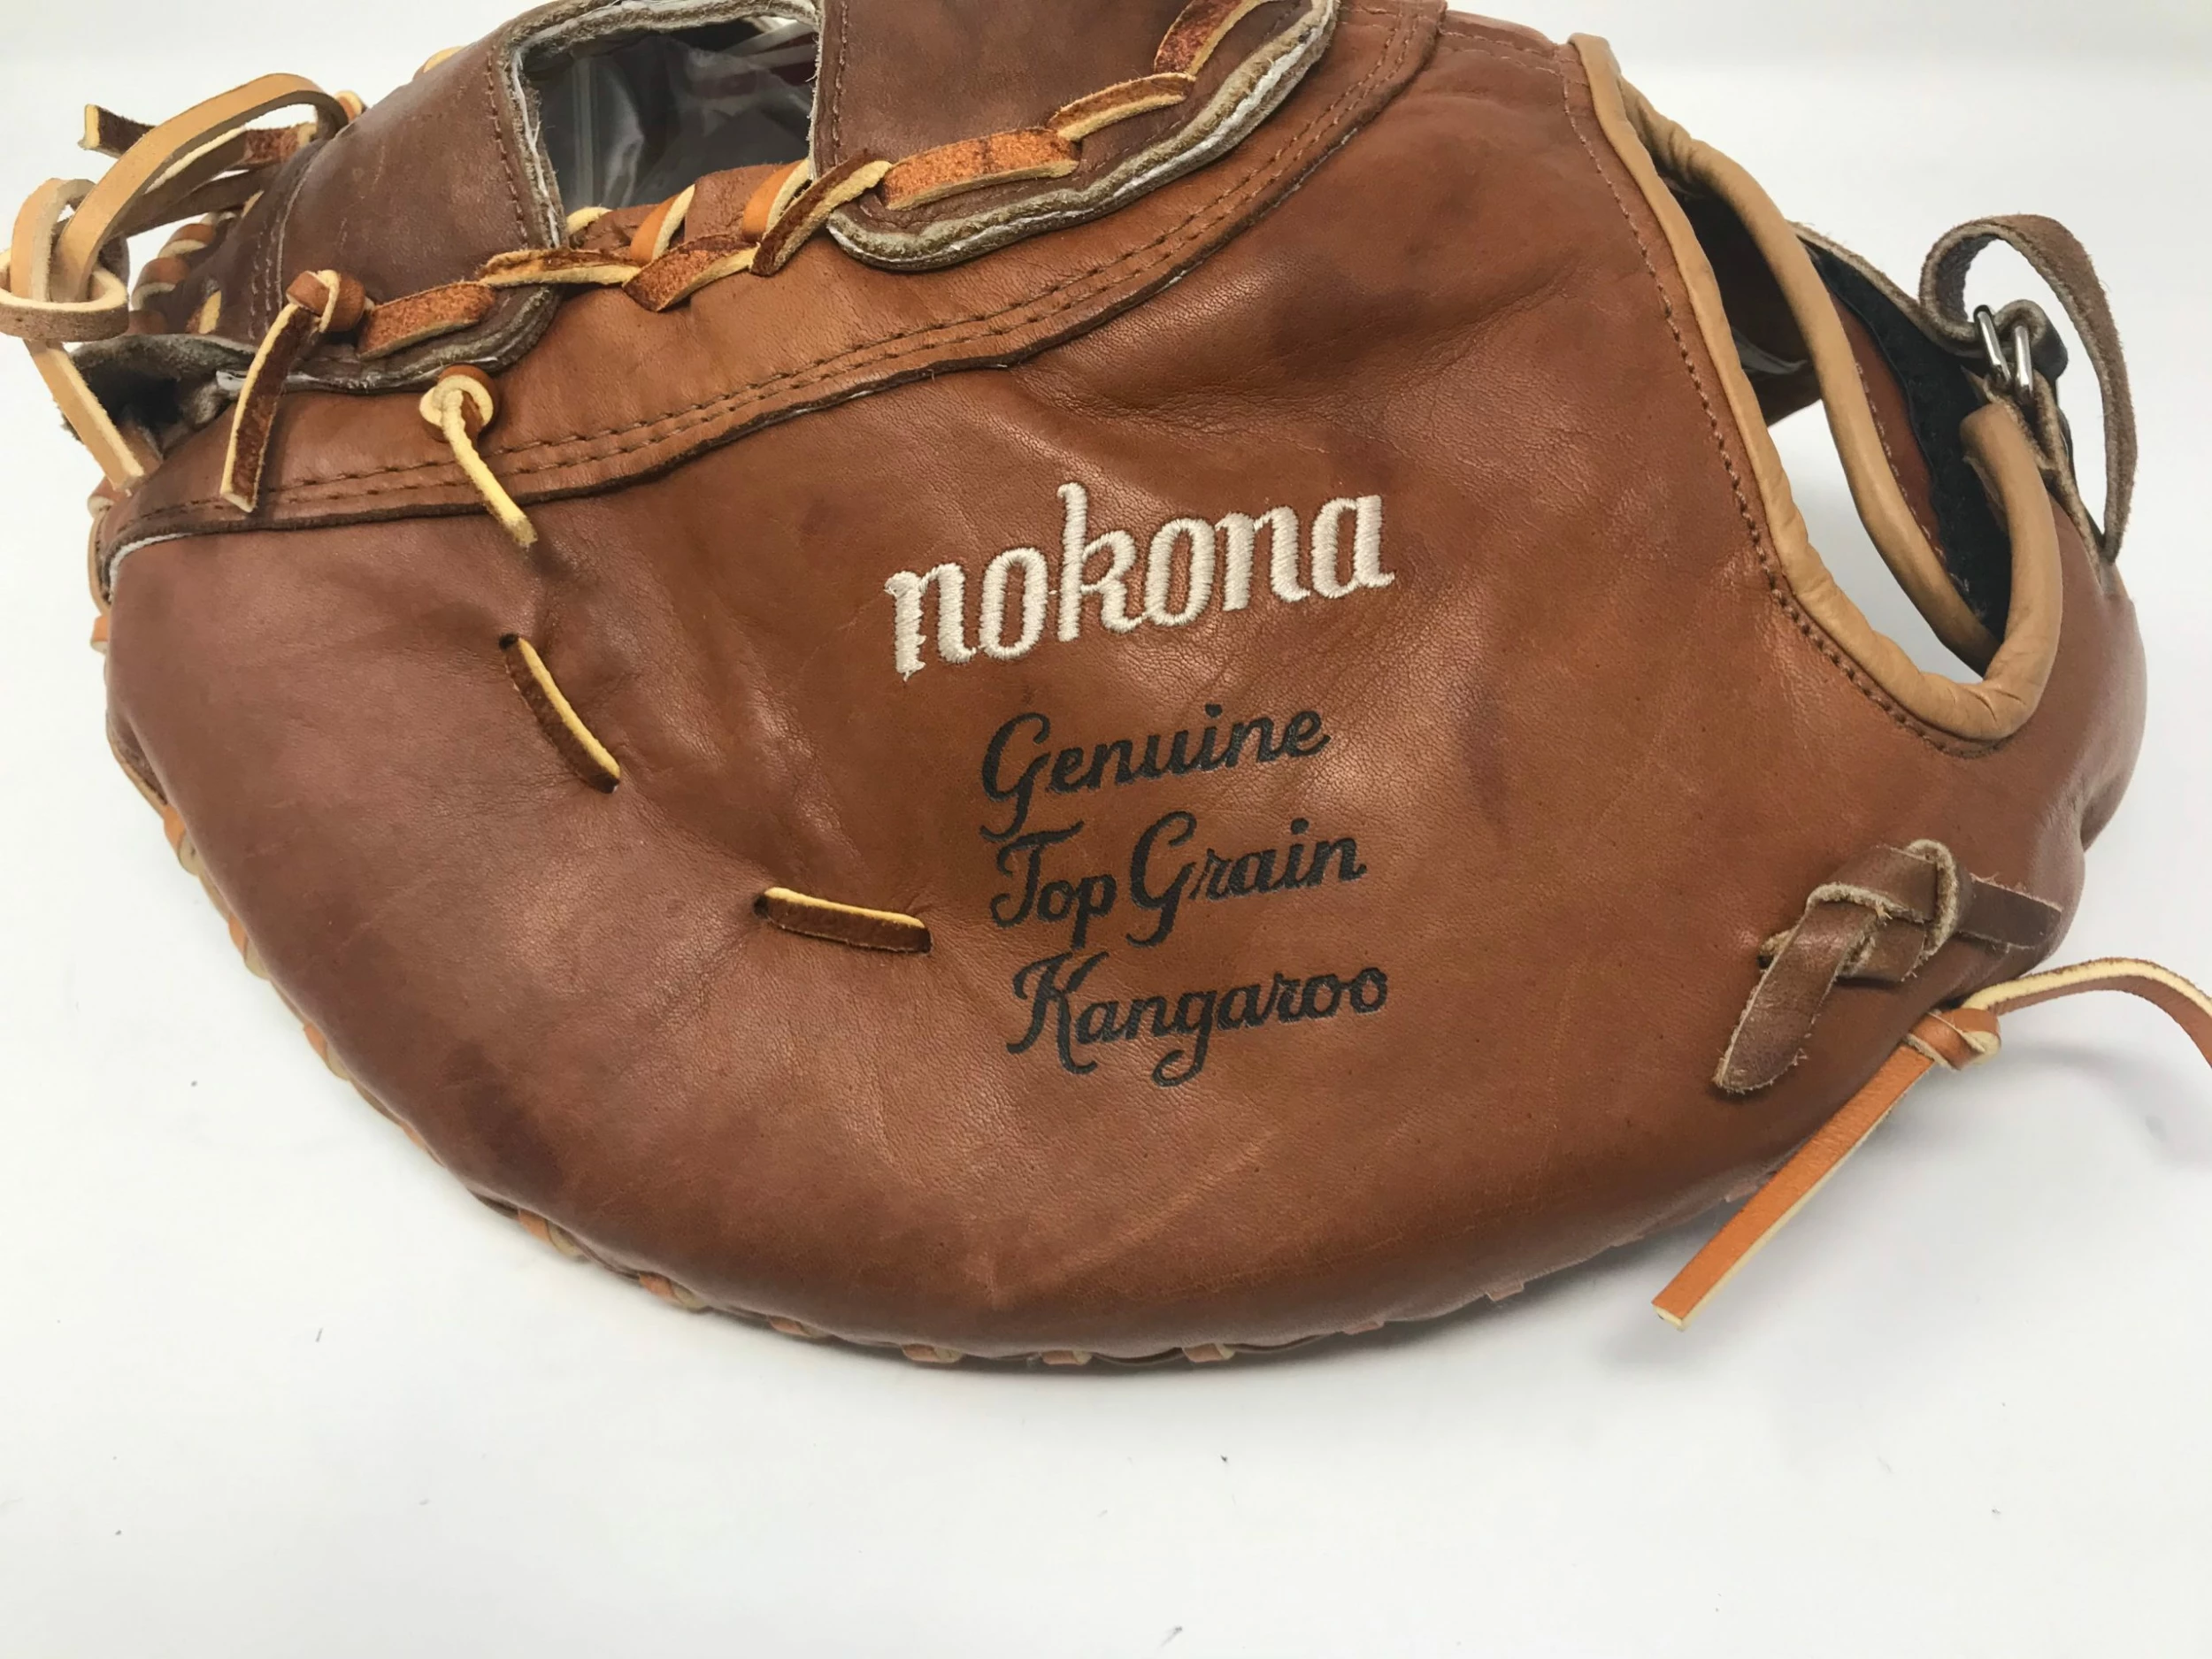 nokona
Genuine
Top Grain
Kangaroo